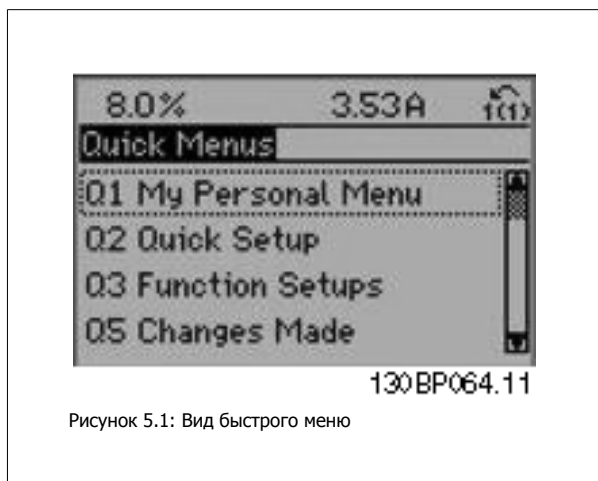 8.0% 3.53A 1(1)
Quick Menus
Q1 My Personal Menu
Q2 Quick Setup
Q3 Function Setups
Q5 Changes Made
130BP064.11
Рисунок 5.1: Вид быстрого меню